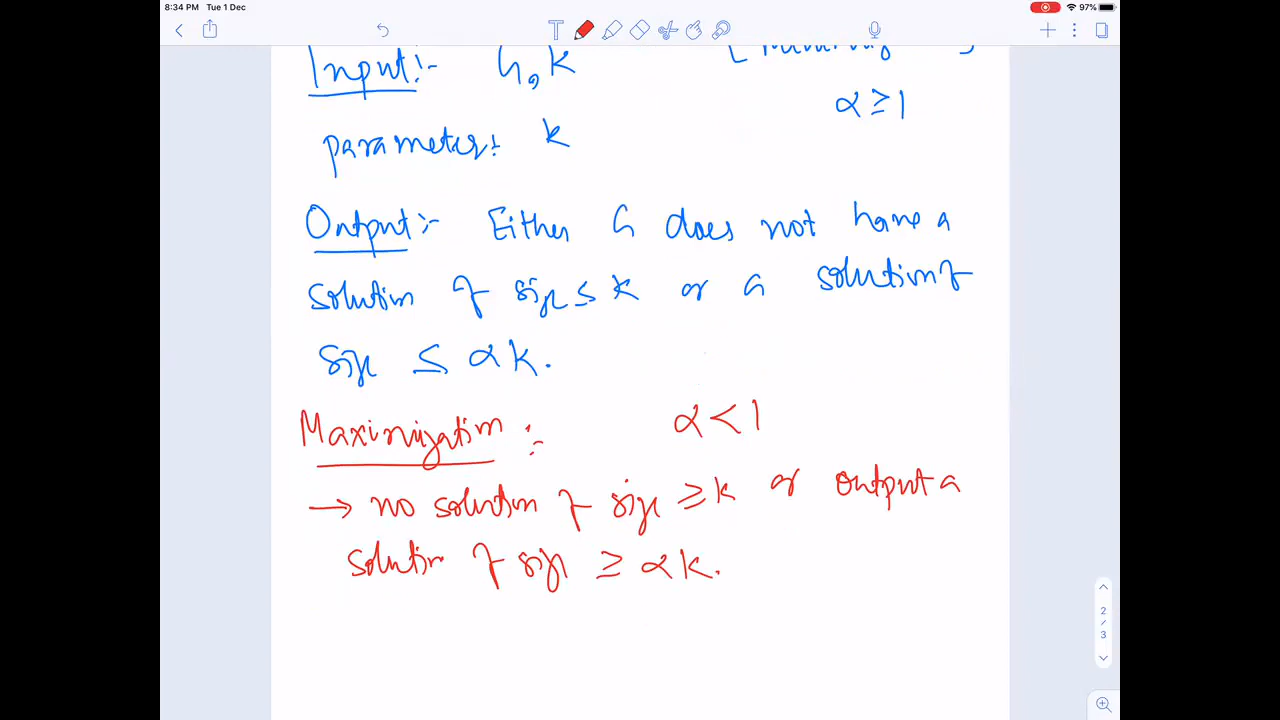 8:34 PM Tue 1 Dec 97%
Input:- G, k
α ≥ 1
parameter: k
Output:- Either G does not have a
solution of size ≤ k or a solution of
size ≤ αk.
Maximization :- α < 1
→ no solution of size ≥ k or output a
solution of size ≥ αk.
2
/
3